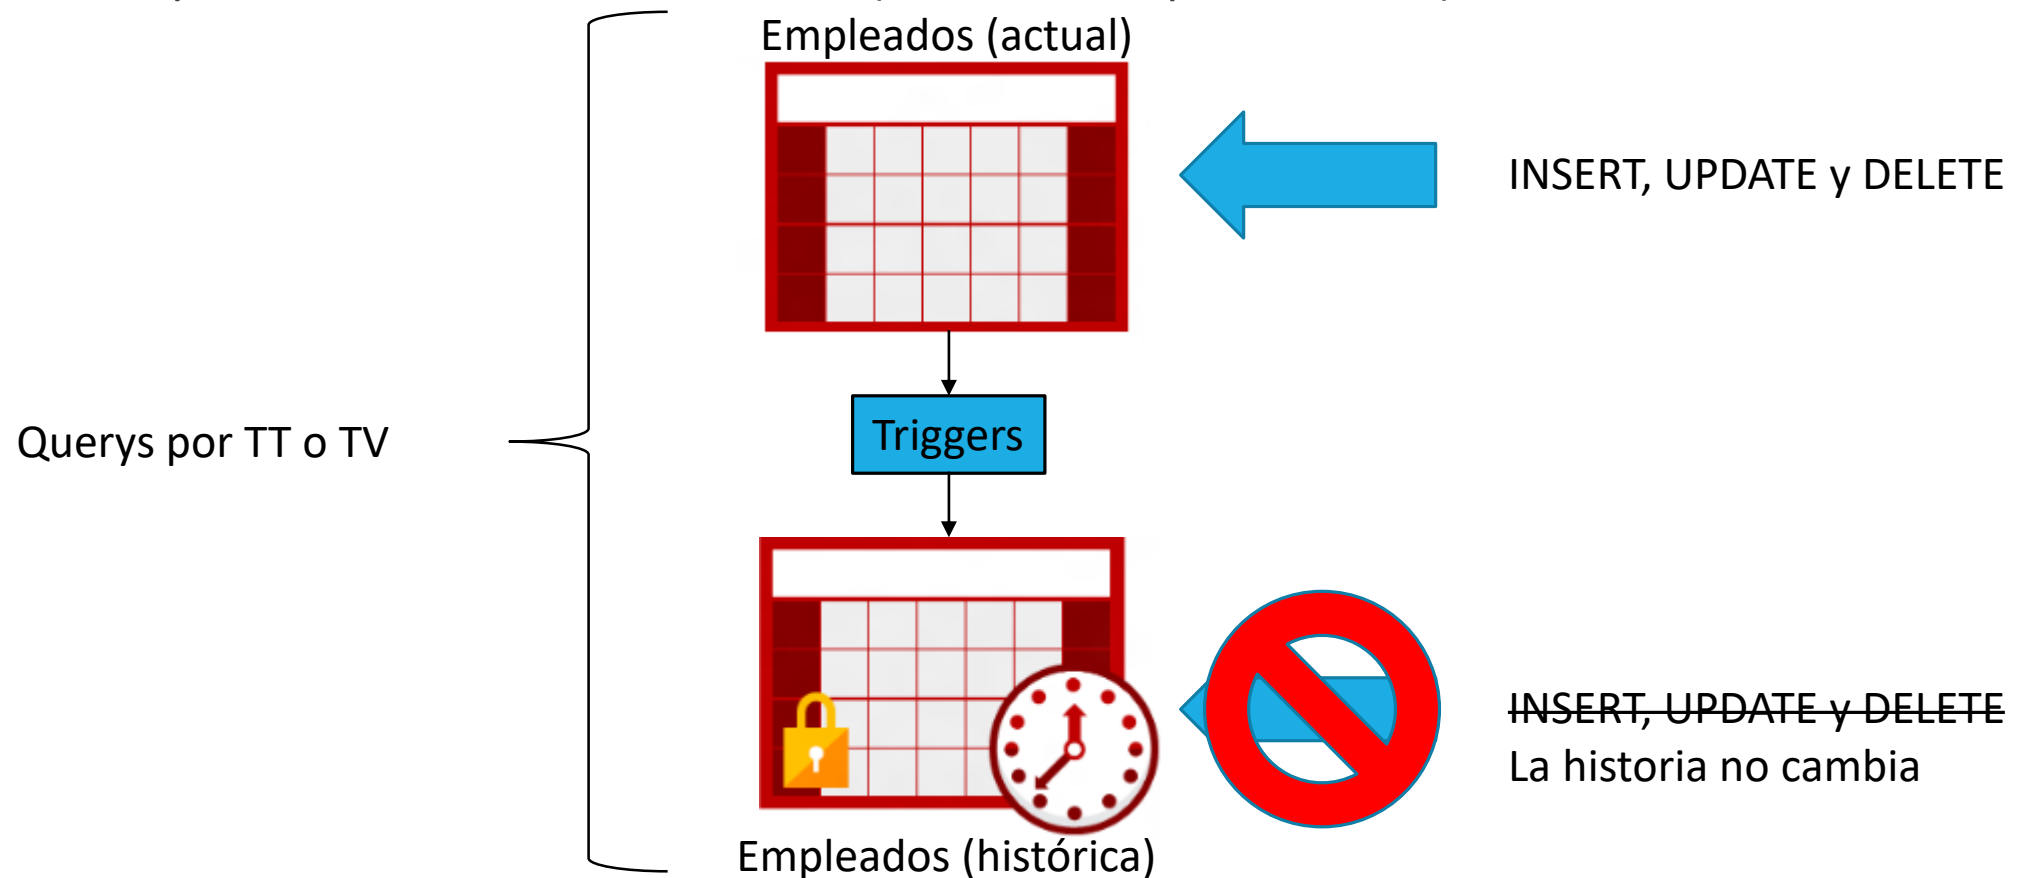 Empleados (actual)
INSERT, UPDATE y DELETE
Triggers
Querys por TT o TV
INSERT, UPDATE y DELETE
La historia no cambia
Empleados (histórica)